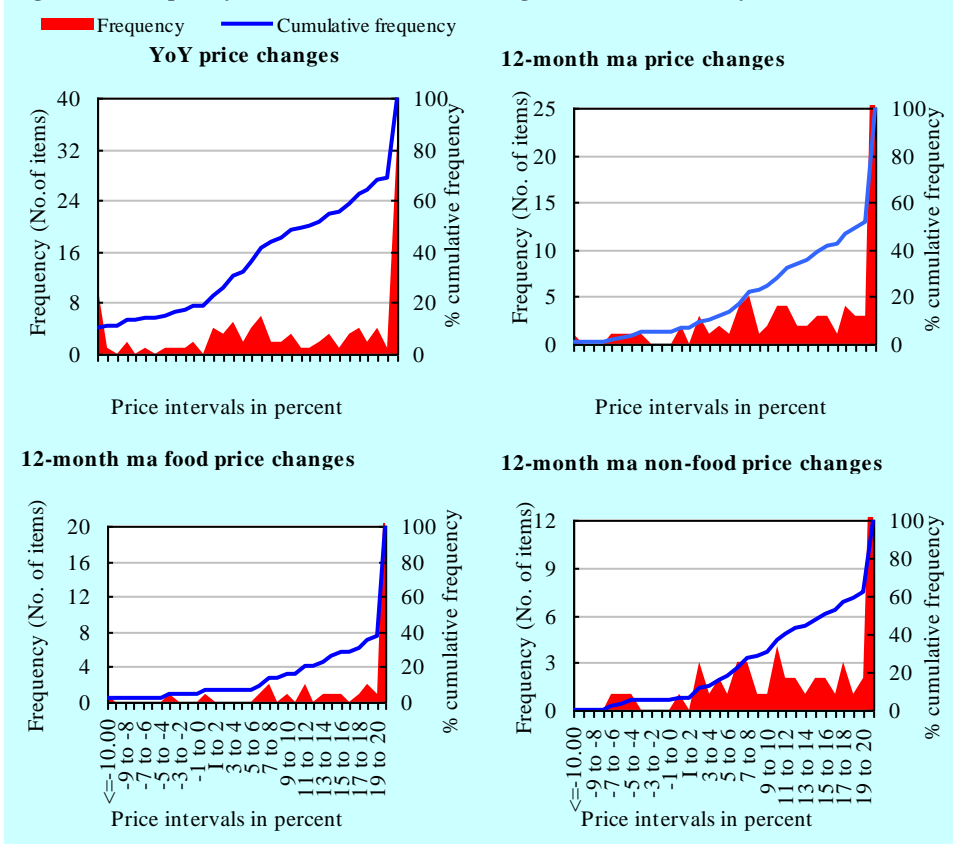 Frequency Cumulative frequency
YoY price changes
Frequency (No.of items)
40
32
24
16
8
0
100
80
60
40
20
0
% cumulative frequency
Price intervals in percent
12-month ma price changes
Frequency (No. of items)
25
20
15
10
5
0
100
80
60
40
20
0
% cumulative frequency
Price intervals in percent
12-month ma food price changes
Frequency (No. of items)
20
16
12
8
4
0
100
80
60
40
20
0
% cumulative frequency
<=-10.00
-9 to -8
-7 to -6
-5 to -4
-3 to -2
-1 to 0
1 to 2
3 to 4
5 to 6
7 to 8
9 to 10
11 to 12
13 to 14
15 to 16
17 to 18
19 to 20
Price intervals in percent
12-month ma non-food price changes
Frequency (No. of items)
12
9
6
3
0
100
80
60
40
20
0
% cumulative frequency
<=-10.00
-9 to -8
-7 to -6
-5 to -4
-3 to -2
-1 to 0
1 to 2
3 to 4
5 to 6
7 to 8
9 to 10
11 to 12
13 to 14
15 to 16
17 to 18
19 to 20
Price intervals in percent